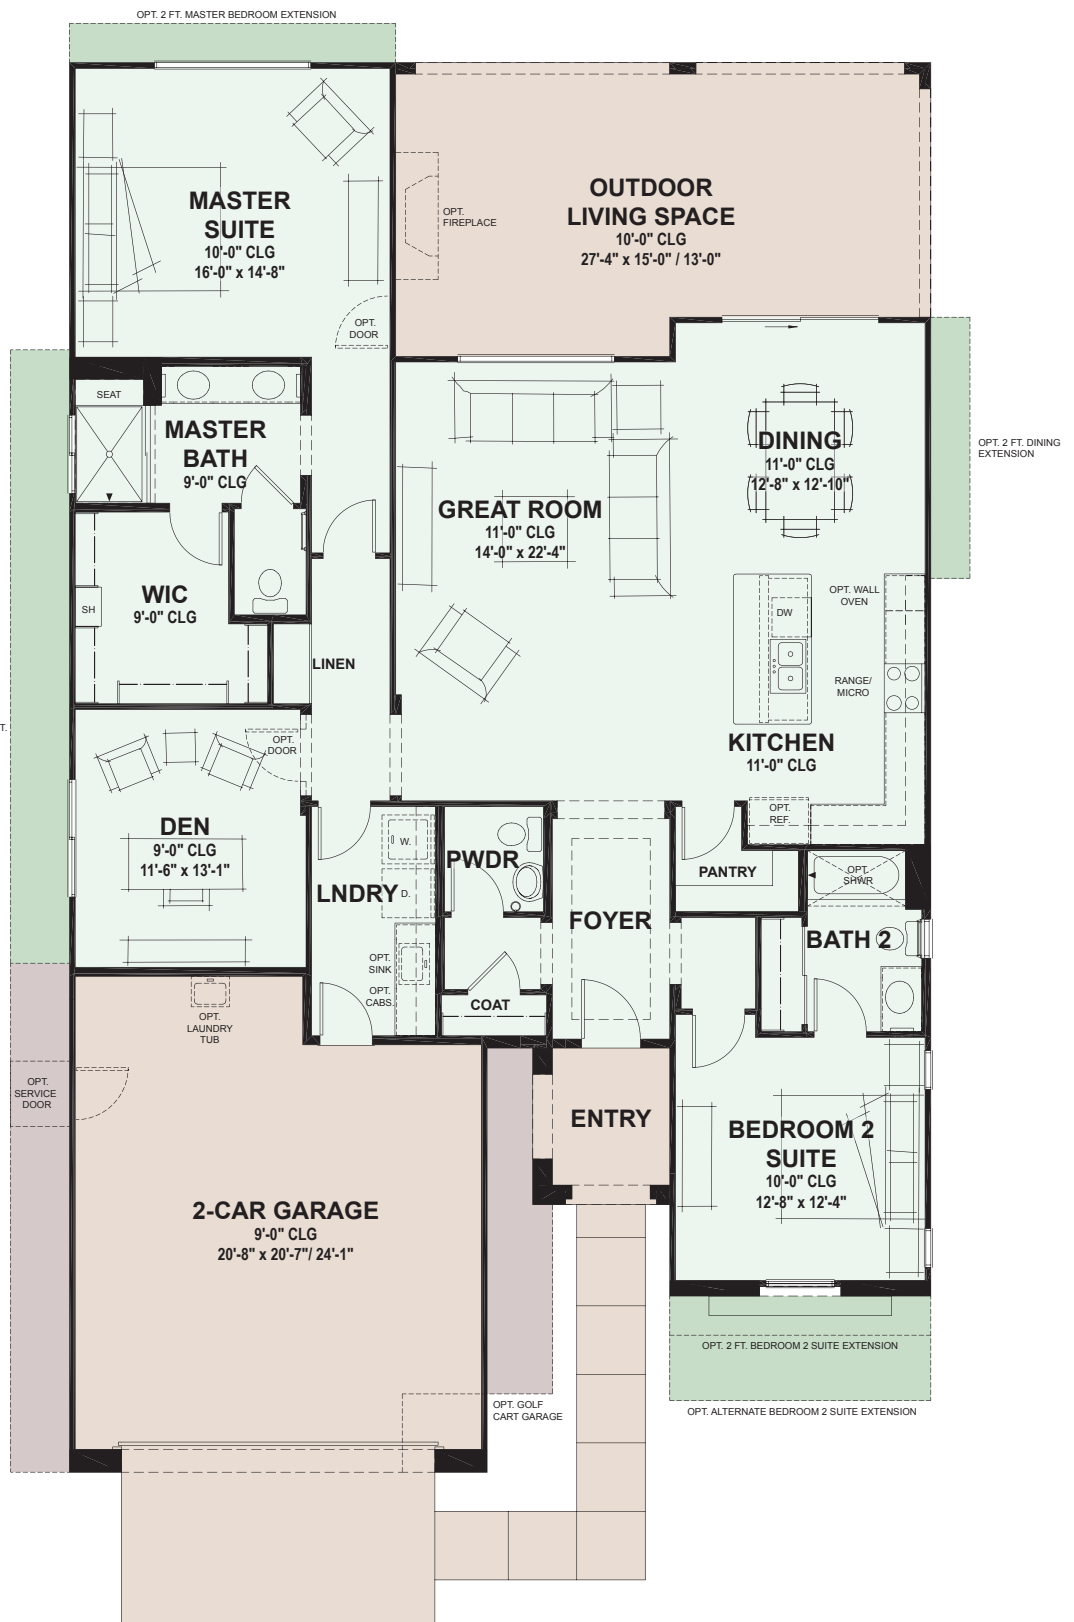 OPT. 2 FT. MASTER BEDROOM EXTENSION
MASTER
SUITE
10'-0" CLG
16'-0" x 14'-8"
OPT.
DOOR
OPT.
FIREPLACE
OUTDOOR
LIVING SPACE
10'-0" CLG
27'-4" x 15'-0" / 13'-0"
SEAT
MASTER
BATH
9'-0" CLG
GREAT ROOM
11'-0" CLG
14'-0" x 22'-4"
DINING
11'-0" CLG
12'-8" x 12'-10"
OPT. 2 FT. DINING
EXTENSION
WIC
9'-0" CLG
SH
LINEN
OPT. WALL
OVEN
DW
RANGE/
MICRO
KITCHEN
11'-0" CLG
OPT.
REF.
T.
OPT.
DOOR
DEN
9'-0" CLG
11'-6" x 13'-1"
W.
D.
LNDRY
OPT.
SINK
OPT.
CABS.
PWDR
COAT
FOYER
PANTRY
OPT.
SHWR
BATH 2
OPT.
LAUNDRY
TUB
OPT.
SERVICE
DOOR
ENTRY
BEDROOM 2
SUITE
10'-0" CLG
12'-8" x 12'-4"
2-CAR GARAGE
9'-0" CLG
20'-8" x 20'-7"/ 24'-1"
OPT. 2 FT. BEDROOM 2 SUITE EXTENSION
OPT. ALTERNATE BEDROOM 2 SUITE EXTENSION
OPT. GOLF
CART GARAGE